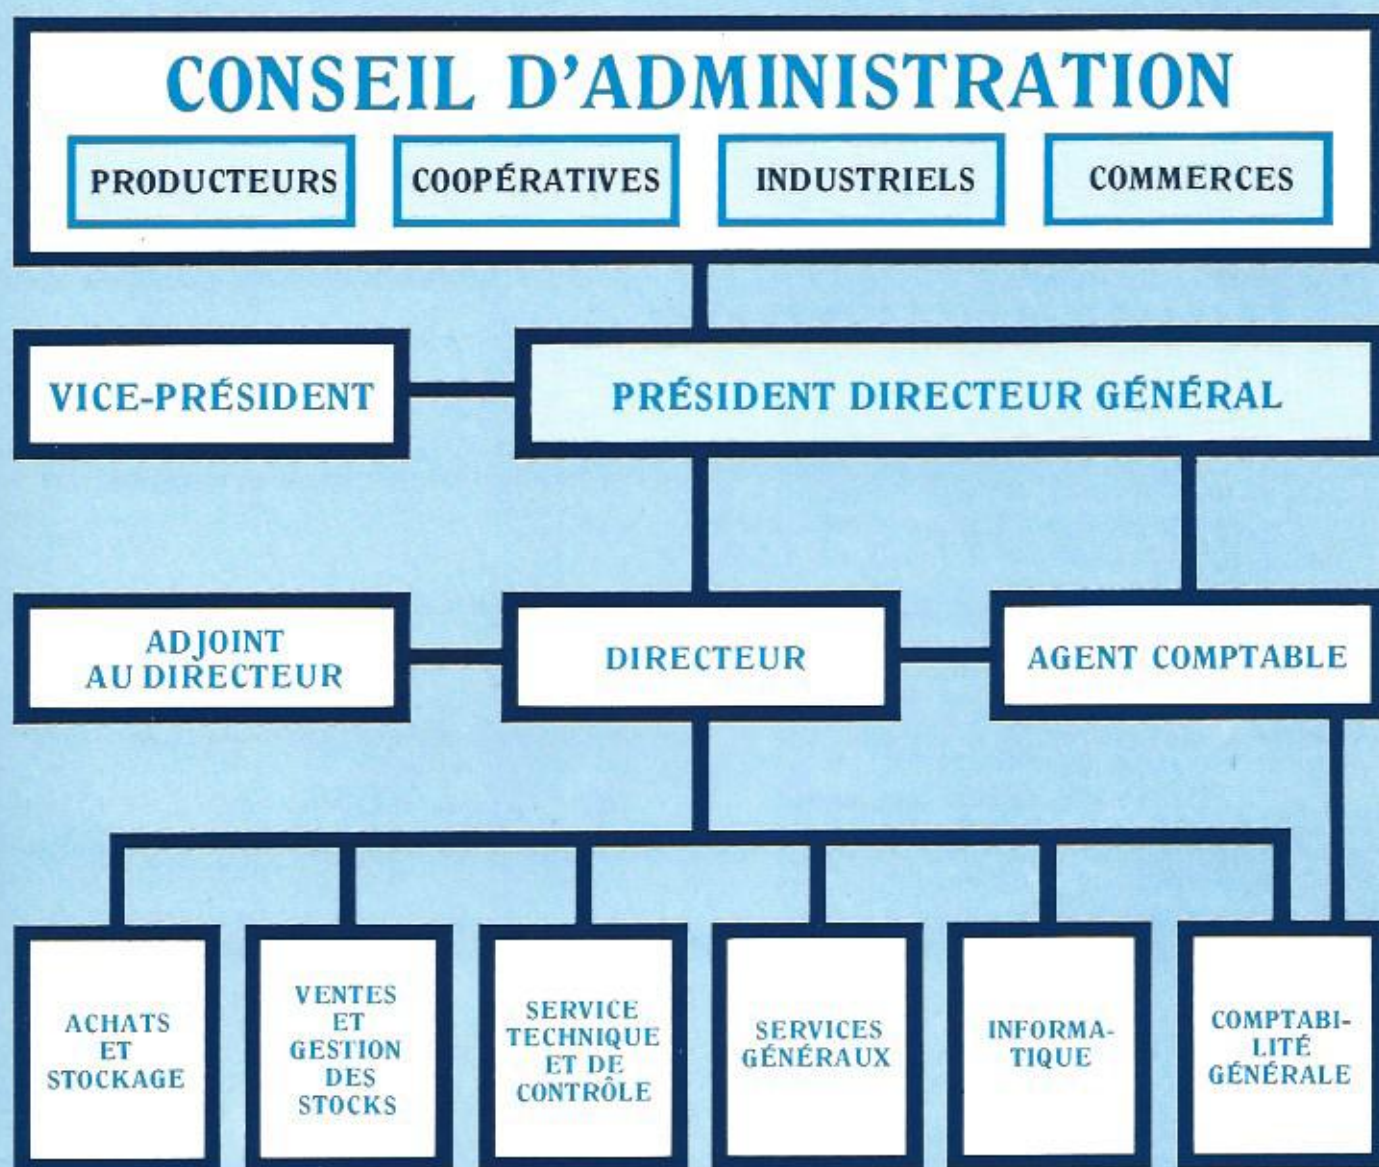 CONSEIL D'ADMINISTRATION
PRODUCTEURS
COOPÉRATIVES
INDUSTRIELS
COMMERCES
VICE-PRÉSIDENT
PRÉSIDENT DIRECTEUR GÉNÉRAL
ADJOINT
AU DIRECTEUR
DIRECTEUR
AGENT COMPTABLE
ACHATS
ET
STOCKAGE
VENTES
ET
GESTION
DES
STOCKS
SERVICE
TECHNIQUE
ET DE
CONTRÔLE
SERVICES
GÉNÉRAUX
INFORMA-
TIQUE
COMPTABI-
LITÉ
GÉNÉRALE